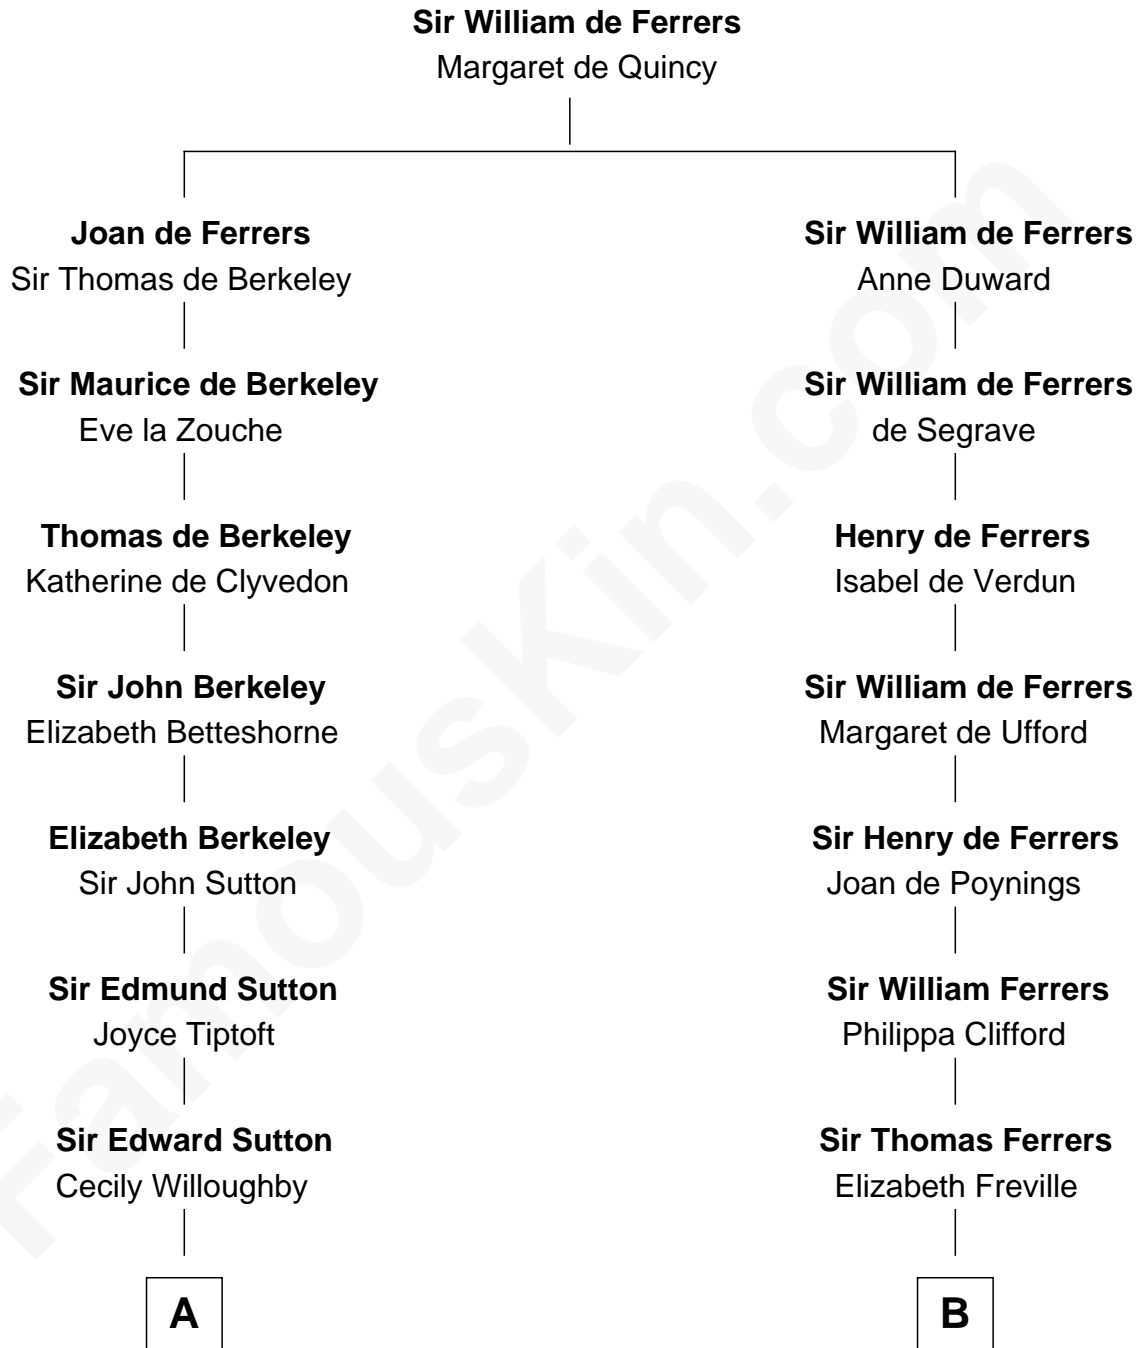 Sir William de Ferrers
Margaret de Quincy
Joan de Ferrers
Sir Thomas de Berkeley
Sir William de Ferrers
Anne Duward
Sir Maurice de Berkeley
Eve la Zouche
Sir William de Ferrers
de Segrave
Thomas de Berkeley
Katherine de Clyvedon
Henry de Ferrers
Isabel de Verdun
Sir John Berkeley
Elizabeth Betteshorne
Sir William de Ferrers
Margaret de Ufford
Elizabeth Berkeley
Sir John Sutton
Sir Henry de Ferrers
Joan de Poynings
Sir Edmund Sutton
Joyce Tiptoft
Sir William Ferrers
Philippa Clifford
Sir Edward Sutton
Cecily Willoughby
Sir Thomas Ferrers
Elizabeth Freville
A
B
FamousKin.com